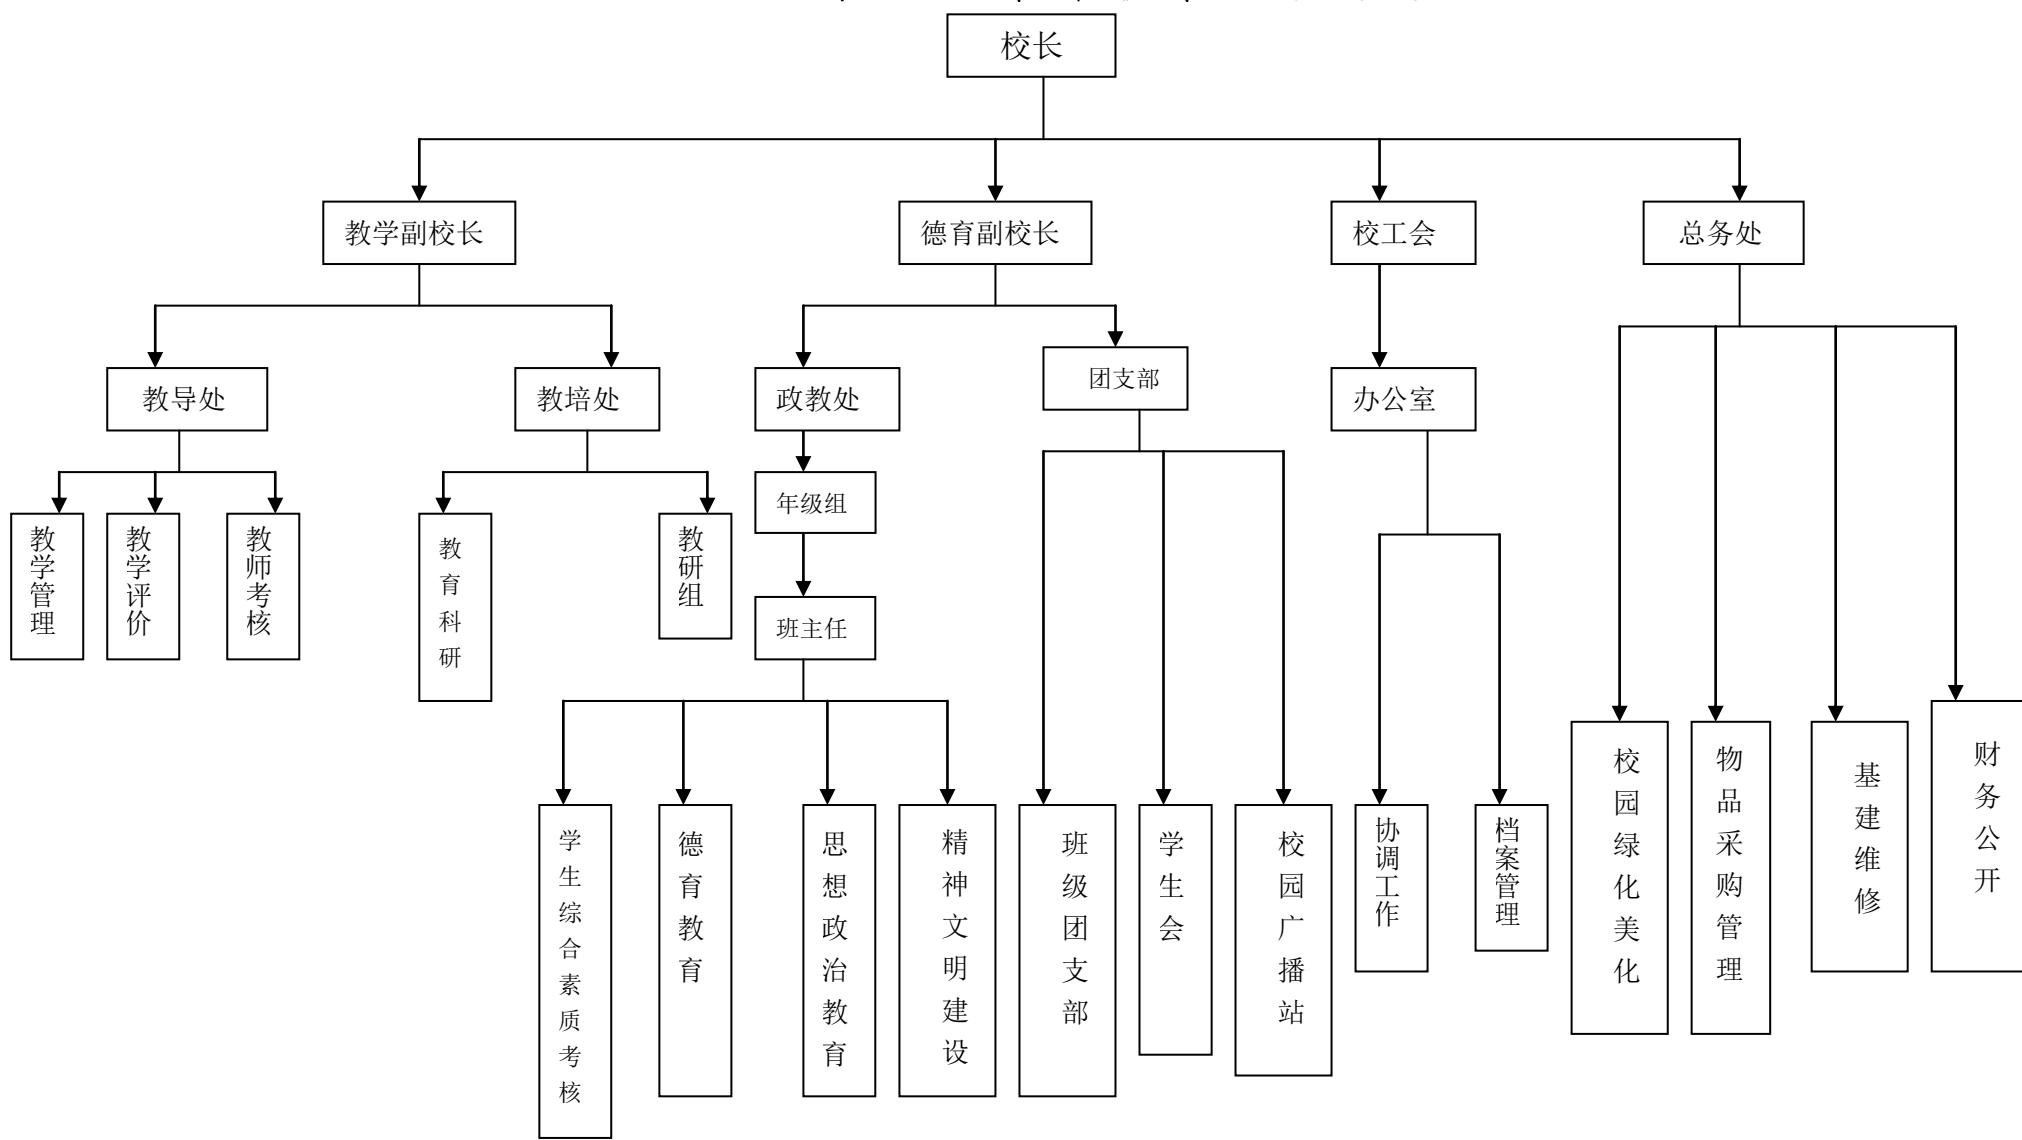 校长
教学副校长
德育副校长
校工会
总务处
教导处
教培处
政教处
团支部
办公室
年级组
班主任
教学管理
教学评价
教师考核
教育科研
教研组
学生综合素质考核
德育教育
思想政治教育
精神文明建设
班级团支部
学生会
校园广播站
协调工作
档案管理
校园绿化美化
物品采购管理
基建维修
财务公开